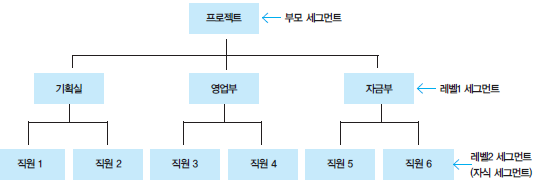 프로젝트
부모 세그먼트
기획실
영업부
자금부
레벨1 세그먼트
직원 1
직원 2
직원 3
직원 4
직원 5
직원 6
레벨2 세그먼트
(자식 세그먼트)